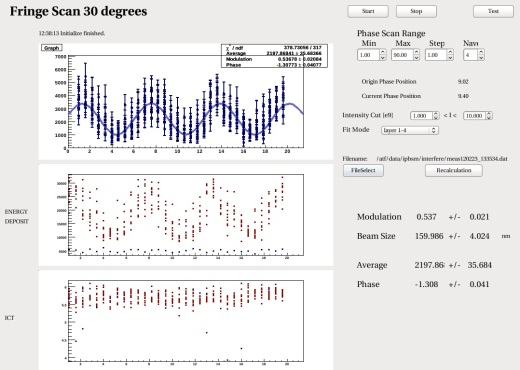 Fringe Scan 30 degrees
Start Stop Test
12:38:13 Initialize finished.
Phase Scan Range
Min Max Step Nav
1.00 90.00 1.00 4
Graph
χ² / ndf 378.73056 / 317
Average 2197.86841 ± 35.68366
Modulation 0.53678 ± 0.02084
Phase -1.30773 ± 0.04077
7000
6000
5000
4000
3000
2000
1000
0
0 2 4 6 8 10 12 14 16 18 20
Origin Phase Position 9.02
Current Phase Position 9.40
Intensity Cut [e9] 1.000 < I < 10.000
Fit Mode layer 1-4
Filename: /atf/data/ipbsm/interfere/meas120223_133534.dat
FileSelect Recalculation
ENERGY
DEPOSIT
Modulation 0.537 +/- 0.021
Beam Size 159.986 +/- 4.024 nm
Average 2197.86 +/- 35.684
Phase -1.308 +/- 0.041
ICT